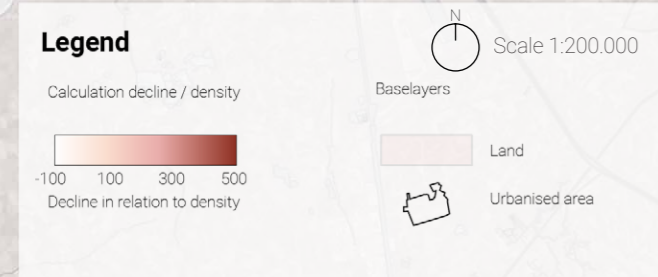 Legend
N
Scale 1:200.000
Calculation decline / density
Baselayers
-100 100 300 500
Decline in relation to density
Land
Urbanised area